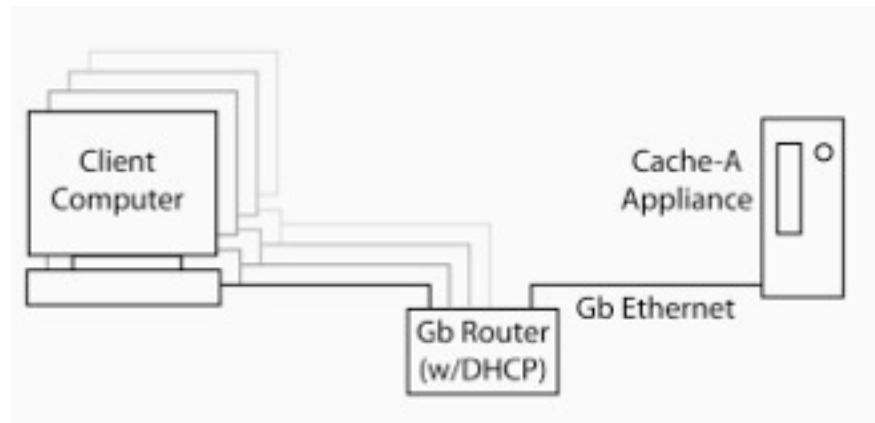 Client
Computer
Cache-A
Appliance
Gb Ethernet
Gb Router
(w/DHCP)